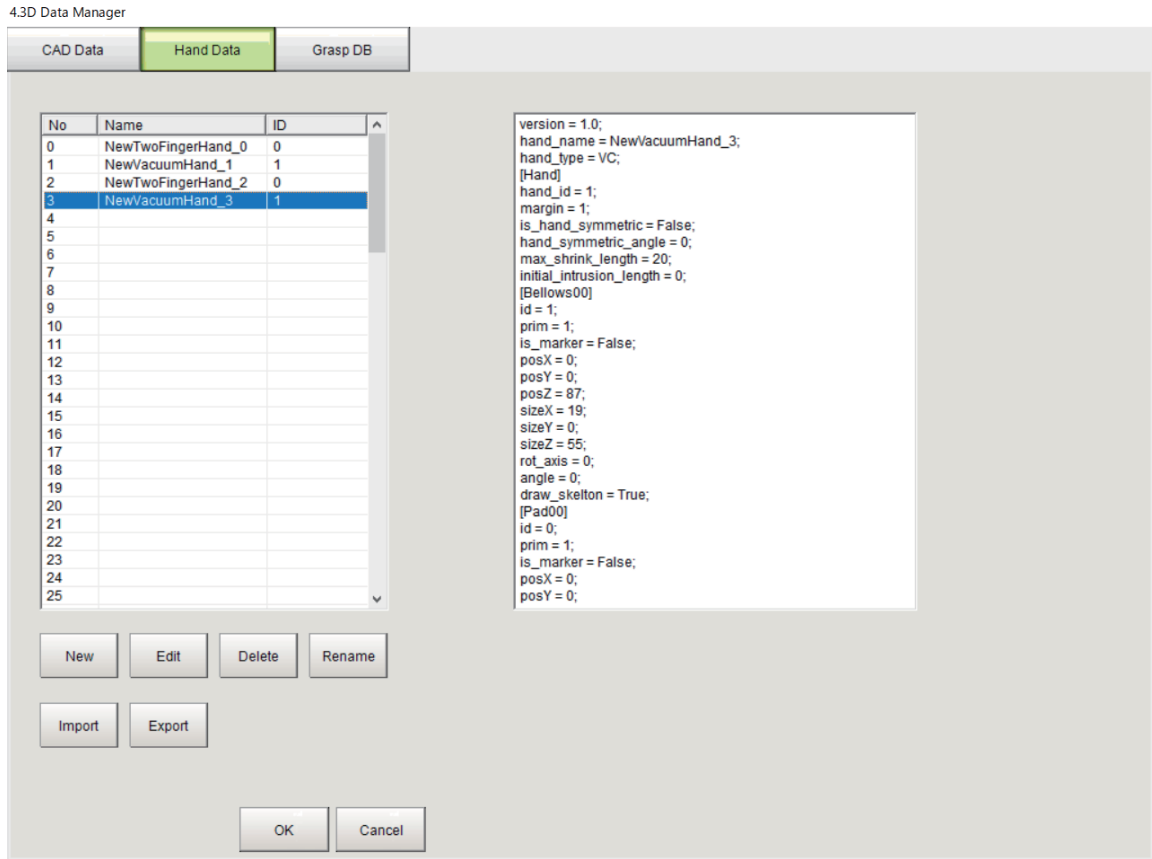 4.3D Data Manager
CAD Data Hand Data Grasp DB
No Name ID
0 NewTwoFingerHand_0 0
1 NewVacuumHand_1 1
2 NewTwoFingerHand_2 0
3 NewVacuumHand_3 1
4
5
6
7
8
9
10
11
12
13
14
15
16
17
18
19
20
21
22
23
24
25
version = 1.0;
hand_name = NewVacuumHand_3;
hand_type = VC;
[Hand]
hand_id = 1;
margin = 1;
is_hand_symmetric = False;
hand_symmetric_angle = 0;
max_shrink_length = 20;
initial_intrusion_length = 0;
[Bellows00]
id = 1;
prim = 1;
is_marker = False;
posX = 0;
posY = 0;
posZ = 87;
sizeX = 19;
sizeY = 0;
sizeZ = 55;
rot_axis = 0;
angle = 0;
draw_skelton = True;
[Pad00]
id = 0;
prim = 1;
is_marker = False;
posX = 0;
posY = 0;
New Edit Delete Rename
Import Export
OK Cancel